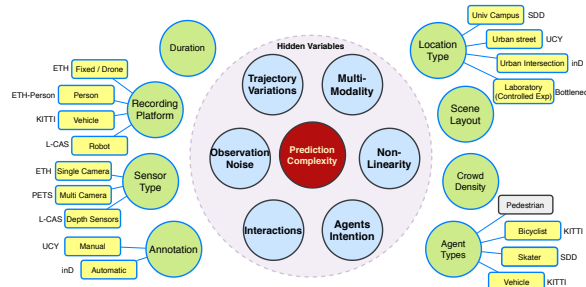 Duration
ETH
Fixed / Drone
ETH-Person
Person
KITTI
Vehicle
L-CAS
Robot
Recording
Platform
ETH
Single Camera
PETS
Multi Camera
L-CAS
Depth Sensors
Sensor
Type
UCY
Manual
inD
Automatic
Annotation
Hidden Variables
Trajectory
Variations
Multi-
Modality
Observation
Noise
Prediction
Complexity
Non-
Linearity
Interactions
Agents
Intention
Location
Type
Univ Campus
SDD
Urban street
UCY
Urban Intersection
inD
Laboratory
(Controlled Exp)
Bottleneck
Scene
Layout
Crowd
Density
Agent
Types
Pedestrian
Bicyclist
KITTI
Skater
SDD
Vehicle
KITTI